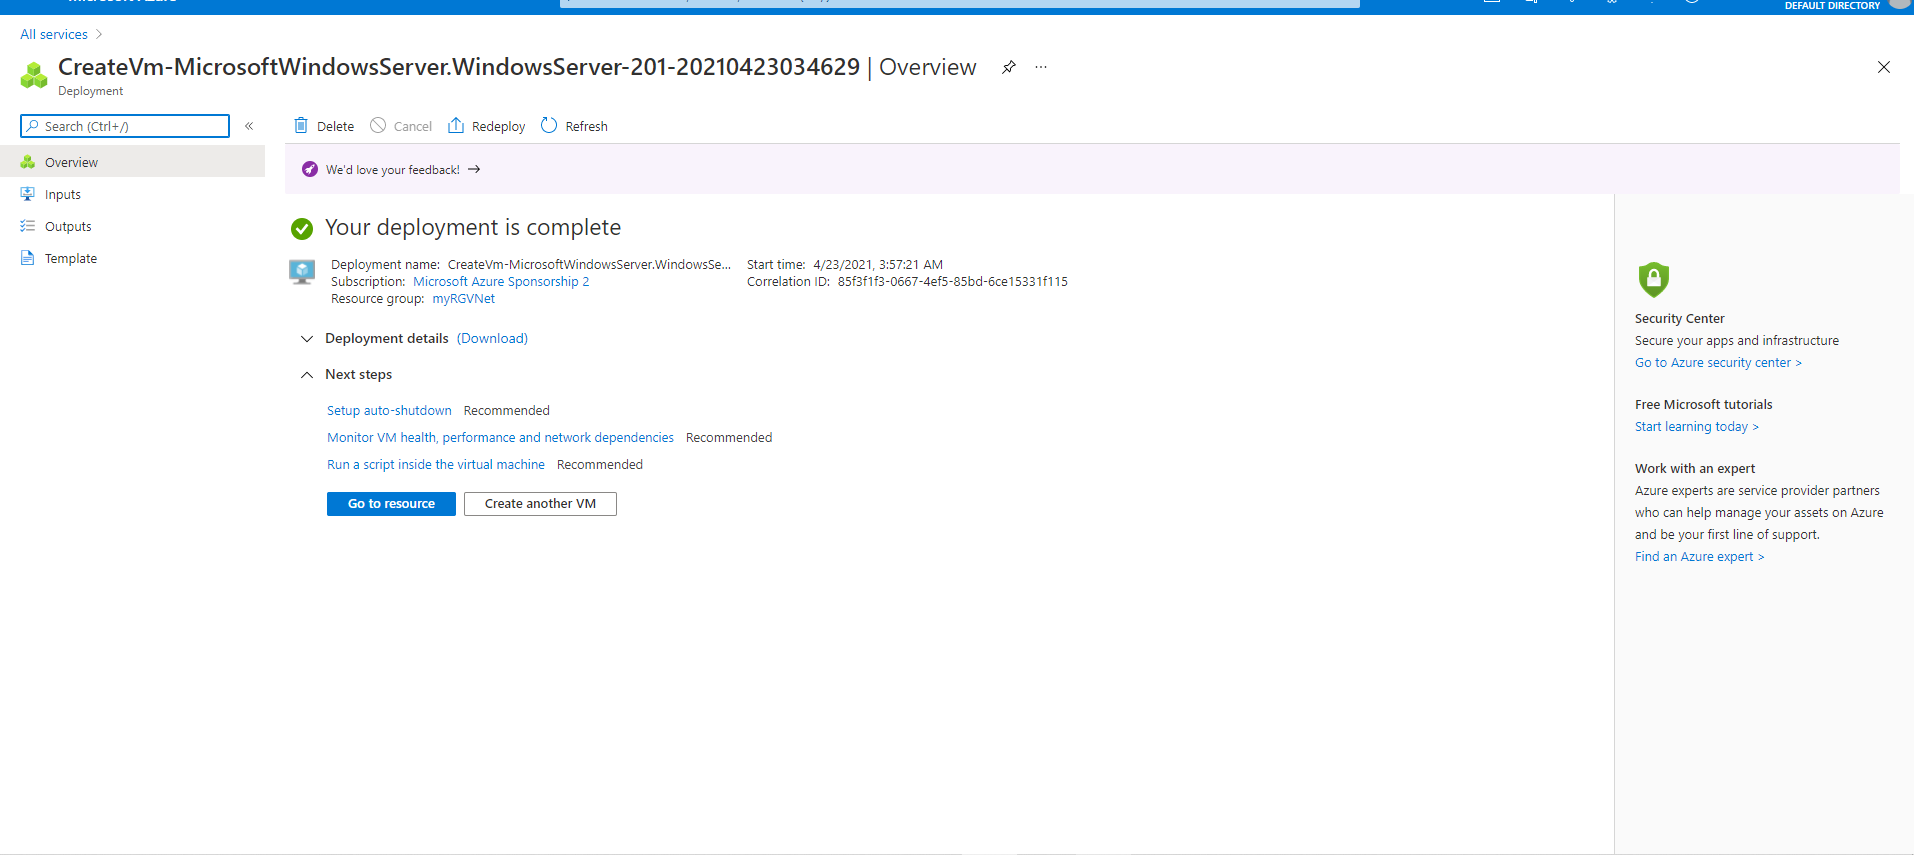 DEFAULT DIRECTORY
All services
CreateVm-MicrosoftWindowsServer.WindowsServer-201-20210423034629 | Overview
Deployment
Search (Ctrl+/)
Delete
Cancel
Redeploy
Refresh
Overview
Inputs
Outputs
Template
We'd love your feedback!
Your deployment is complete
Deployment name: CreateVm-MicrosoftWindowsServer.WindowsSe...
Subscription: Microsoft Azure Sponsorship 2
Resource group: myRGVNet
Start time: 4/23/2021, 3:57:21 AM
Correlation ID: 85f3f1f3-0667-4ef5-85bd-6ce15331f115
Deployment details (Download)
Next steps
Setup auto-shutdown Recommended
Monitor VM health, performance and network dependencies Recommended
Run a script inside the virtual machine Recommended
Go to resource
Create another VM
Security Center
Secure your apps and infrastructure
Go to Azure security center >
Free Microsoft tutorials
Start learning today >
Work with an expert
Azure experts are service provider partners
who can help manage your assets on Azure
and be your first line of support.
Find an Azure expert >